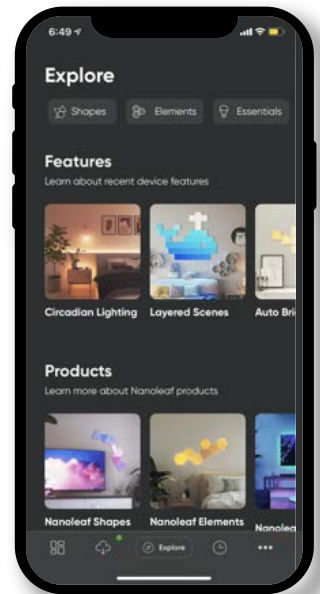 6:49
Explore
Shapes Elements Essentials
Features
Learn about recent device features
Circadian Lighting Layered Scenes Auto Bri
Products
Learn more about Nanoleaf products
Nanoleaf Shapes Nanoleaf Elements Nanolea
Explore